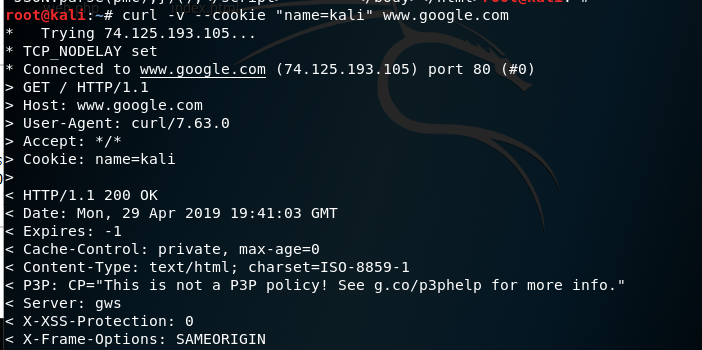 root@kali:~# curl -v --cookie "name=kali" www.google.com
*   Trying 74.125.193.105...
* TCP_NODELAY set
* Connected to www.google.com (74.125.193.105) port 80 (#0)
> GET / HTTP/1.1
> Host: www.google.com
> User-Agent: curl/7.63.0
> Accept: */*
> Cookie: name=kali
>
< HTTP/1.1 200 OK
< Date: Mon, 29 Apr 2019 19:41:03 GMT
< Expires: -1
< Cache-Control: private, max-age=0
< Content-Type: text/html; charset=ISO-8859-1
< P3P: CP="This is not a P3P policy! See g.co/p3phelp for more info."
< Server: gws
< X-XSS-Protection: 0
< X-Frame-Options: SAMEORIGIN